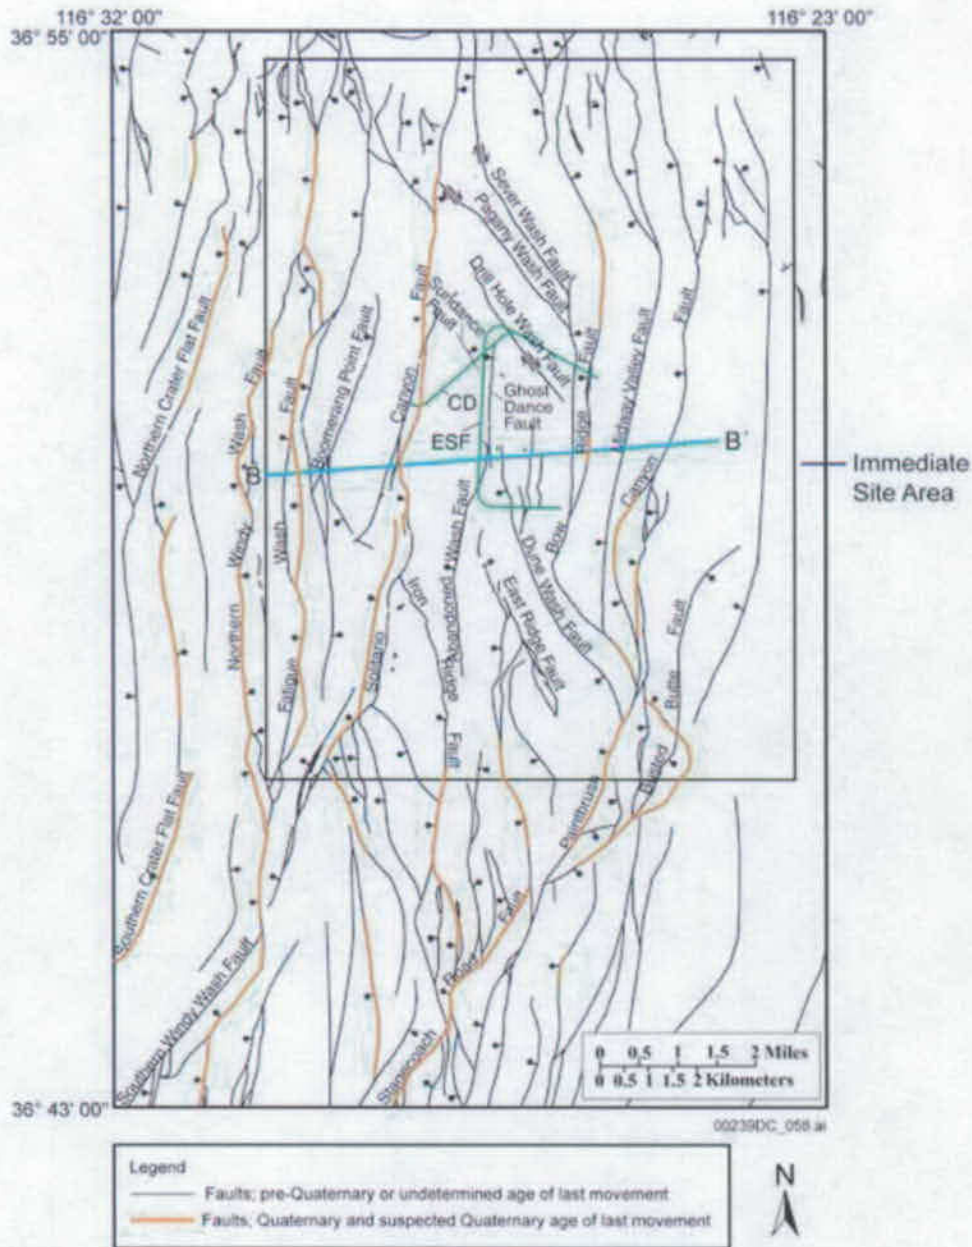 116° 32' 00"
116° 23' 00"
36° 55' 00"
Sever Wash Fault
Pagany Wash Fault
Drill Hole Wash Fault
Sundance
Fault
Northern Crater Flat Fault
Fault
Wash
Windy
Northern
Fault
Wash
Fatigue
Boomerang Point Fault
Fault
Canyon
Solitario
Ghost
Dance
Fault
CD
ESF
B
B'
Fault
Ridge
Bow
Midway Valley Fault
Fault
Canyon
Paintbrush
Immediate
Site Area
Iron
Ridge
Fault
Abandoned Wash Fault
Dune Wash Fault
East Ridge Fault
Fault
Butte
Busted
Southern Crater Flat Fault
Southern Windy Wash Fault
Fault
Road
Stagecoach
0 0.5 1 1.5 2 Miles
0 0.5 1 1.5 2 Kilometers
36° 43' 00"
00239DC_058.ai
Legend
Faults; pre-Quaternary or undetermined age of last movement
Faults; Quaternary and suspected Quaternary age of last movement
N